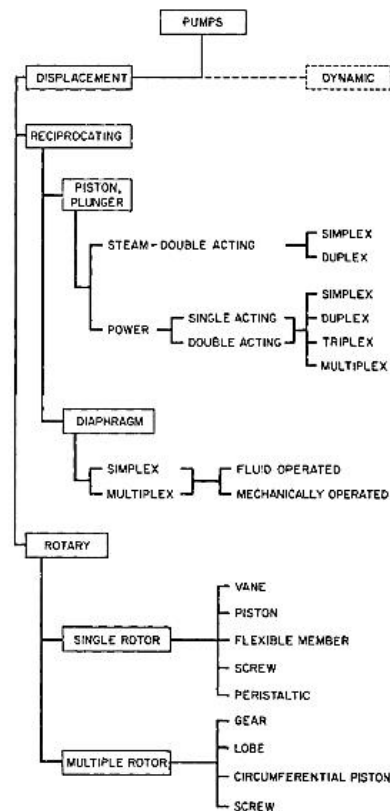 PUMPS
DISPLACEMENT
DYNAMIC
RECIPROCATING
PISTON,
PLUNGER
STEAM-DOUBLE ACTING
SIMPLEX
DUPLEX
POWER
SINGLE ACTING
DOUBLE ACTING
SIMPLEX
DUPLEX
TRIPLEX
MULTIPLEX
DIAPHRAGM
SIMPLEX
MULTIPLEX
FLUID OPERATED
MECHANICALLY OPERATED
ROTARY
SINGLE ROTOR
VANE
PISTON
FLEXIBLE MEMBER
SCREW
PERISTALTIC
MULTIPLE ROTOR
GEAR
LOBE
CIRCUMFERENTIAL PISTON
SCREW